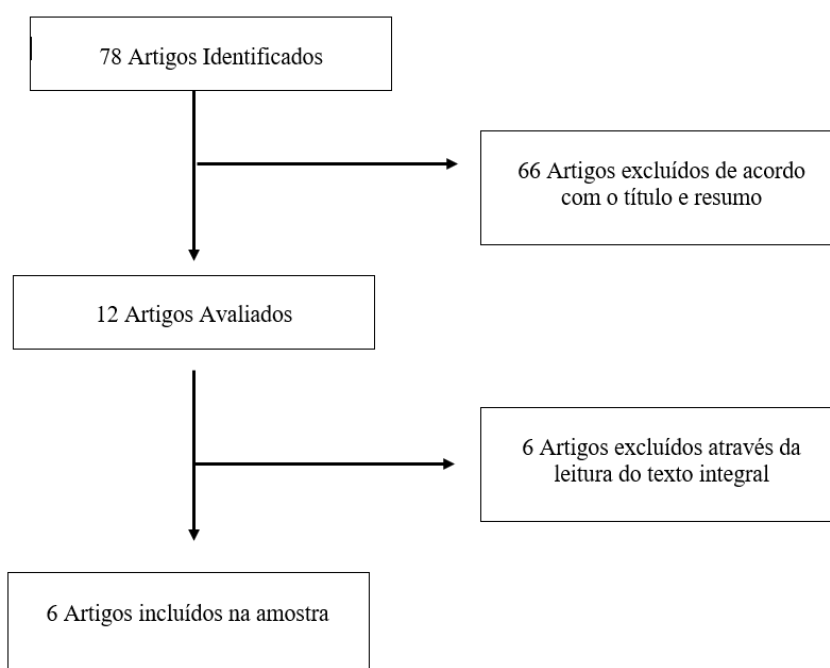 78 Artigos Identificados
66 Artigos excluídos de acordo
com o título e resumo
12 Artigos Avaliados
6 Artigos excluídos através da
leitura do texto integral
6 Artigos incluídos na amostra